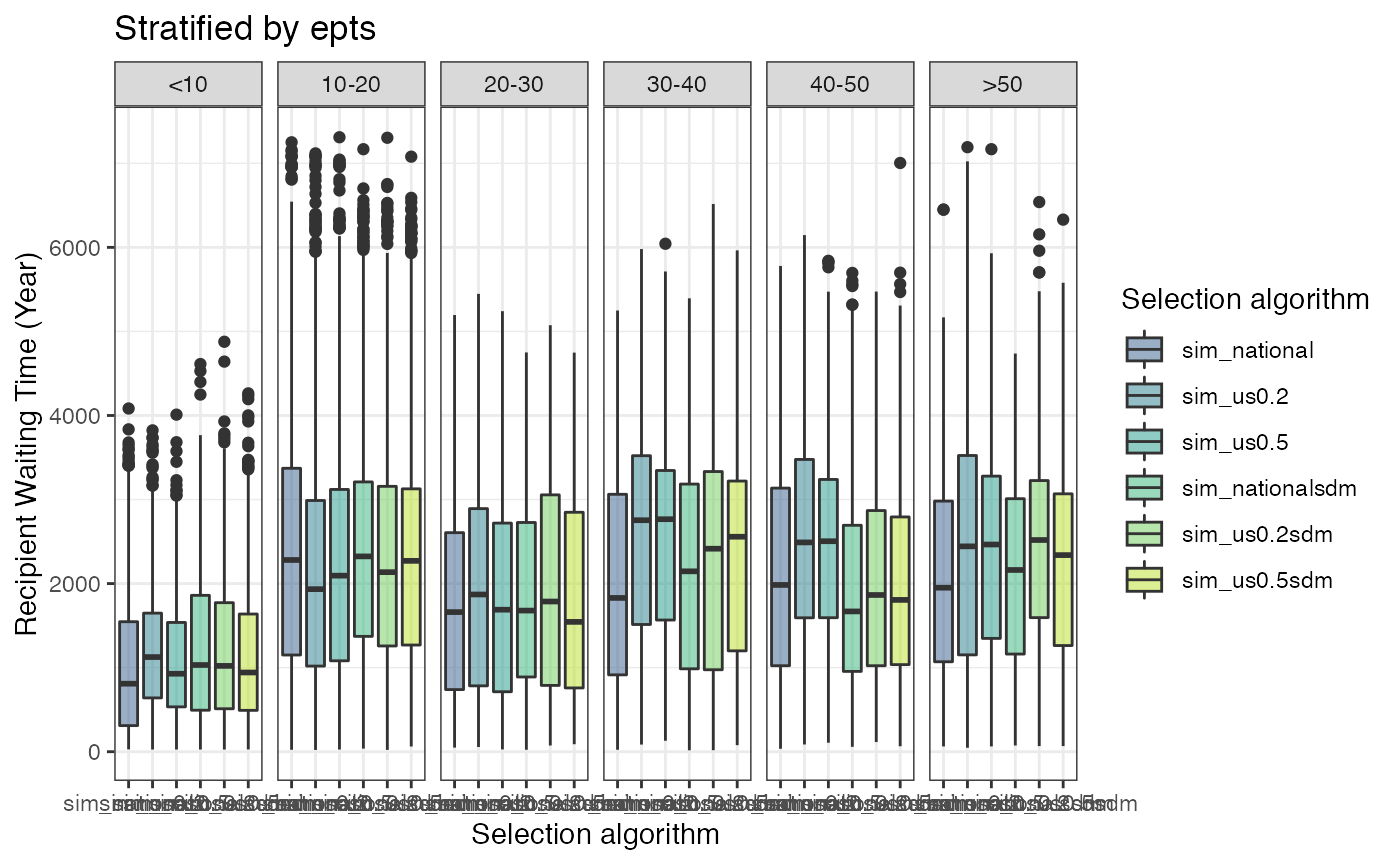 Stratified by epts
<10 10-20 20-30 30-40 40-50 >50
Recipient Waiting Time (Year)
6000
4000
2000
0
Selection algorithm
Selection algorithm
sim_national
sim_us0.2
sim_us0.5
sim_nationalsdm
sim_us0.2sdm
sim_us0.5sdm